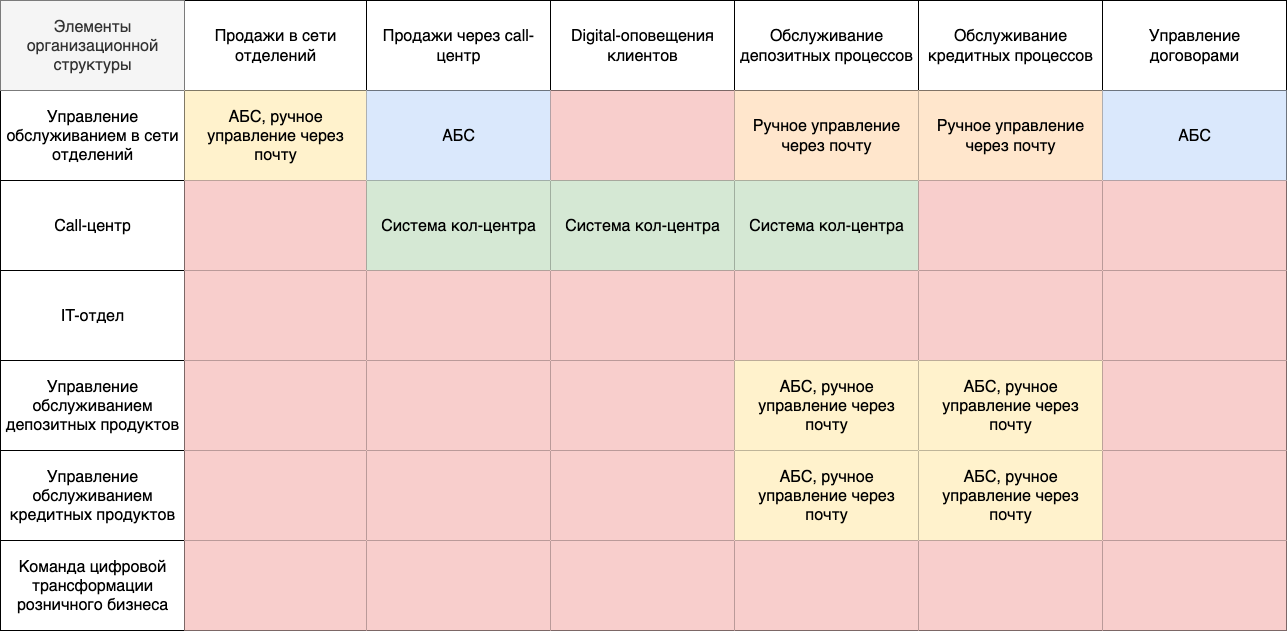 Элементы
организационной
структуры
Продажи в сети
отделений
Продажи через call-
центр
Digital-оповещения
клиентов
Обслуживание
депозитных процессов
Обслуживание
кредитных процессов
Управление
договорами
Управление
обслуживанием в сети
отделений
АБС, ручное
управление через
почту
АБС
Ручное управление
через почту
Ручное управление
через почту
АБС
Call-центр
Система кол-центра
Система кол-центра
Система кол-центра
IT-отдел
Управление
обслуживанием
депозитных продуктов
АБС, ручное
управление через
почту
АБС, ручное
управление через
почту
Управление
обслуживанием
кредитных продуктов
АБС, ручное
управление через
почту
АБС, ручное
управление через
почту
Команда цифровой
трансформации
розничного бизнеса